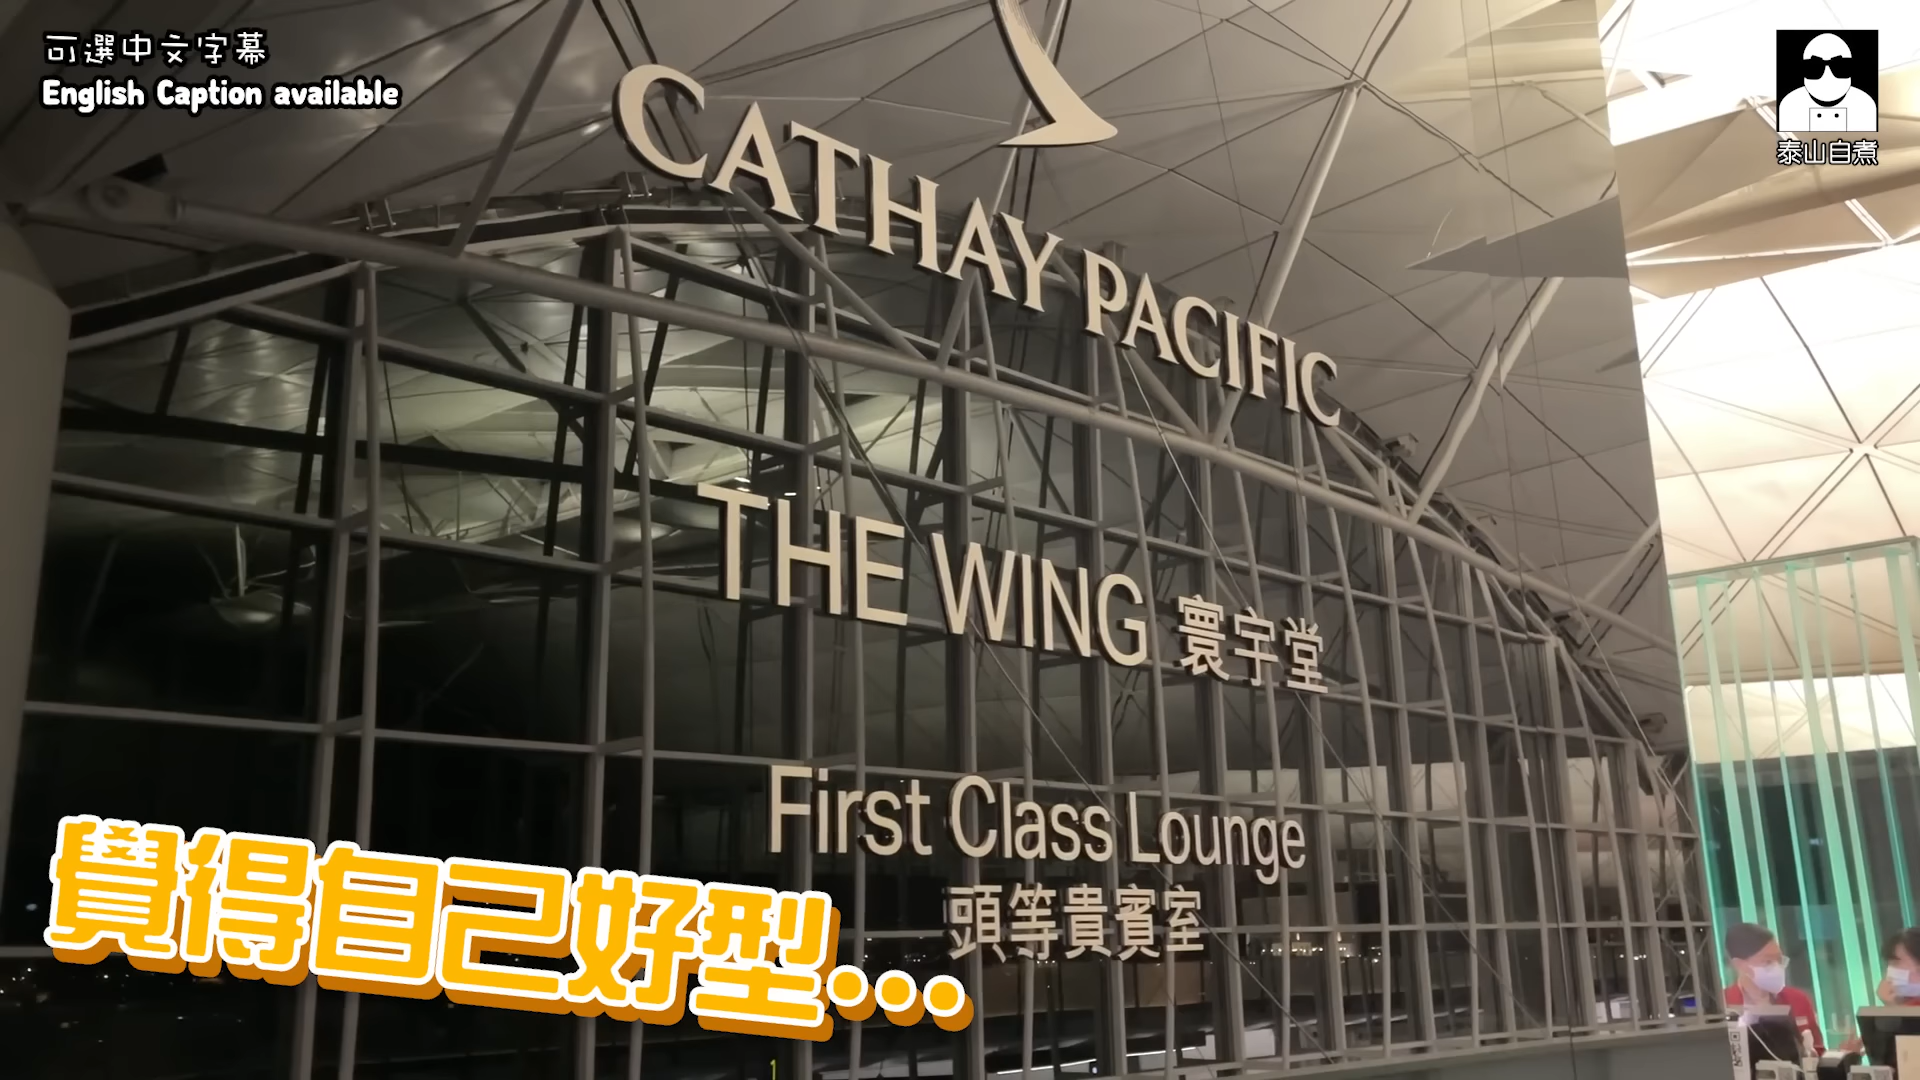 可選中文字幕
English Caption available
泰山自煮
CATHAY PACIFIC
THE WING 寰宇堂
First Class Lounge
頭等貴賓室
覺得自己好型...